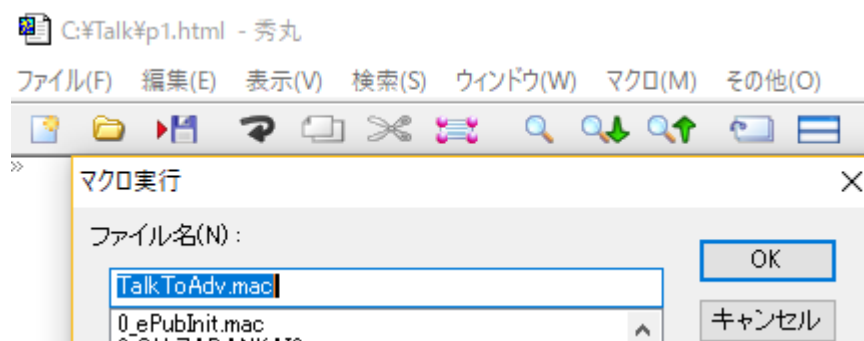 C:¥Talk¥p1.html - 秀丸
ファイル(F) 編集(E) 表示(V) 検索(S) ウィンドウ(W) マクロ(M) その他(O)
»
マクロ実行
ファイル名(N) :
OK
TalkToAdv.mac
キャンセル
0_ePubInit.mac